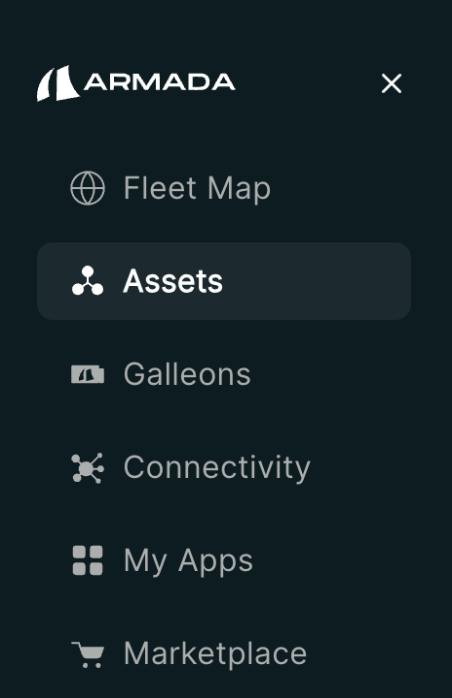 ARMADA
Fleet Map
Assets
Galleons
Connectivity
My Apps
Marketplace